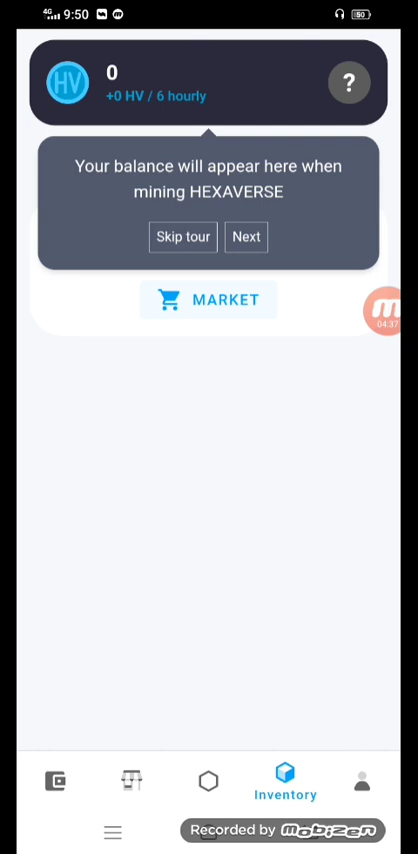 4G 9:50 50
HV
0
+0 HV / 6 hourly
?
Your balance will appear here when
mining HEXAVERSE
Skip tour Next
MARKET
m
04:37
Inventory
Recorded by mobizen